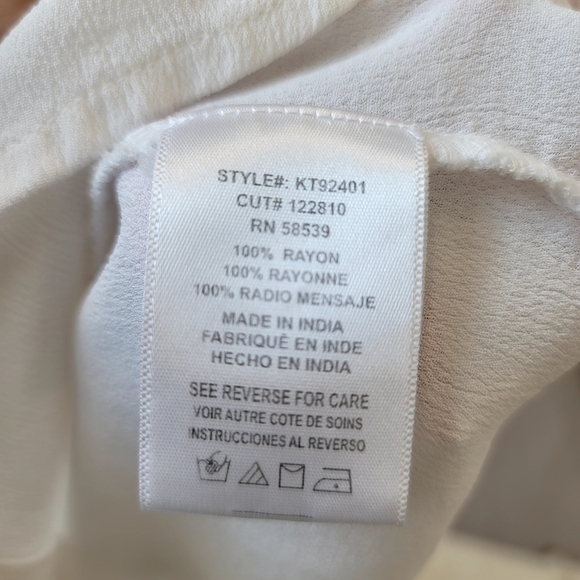 STYLE#: KT92401
CUT# 122810
RN 58539
100% RAYON
100% RAYONNE
100% RADIO MENSAJE
MADE IN INDIA
FABRIQUÊ EN INDE
HECHO EN INDIA
SEE REVERSE FOR CARE
VOIR AUTRE COTE DE SOINS
INSTRUCCIONES AL REVERSO